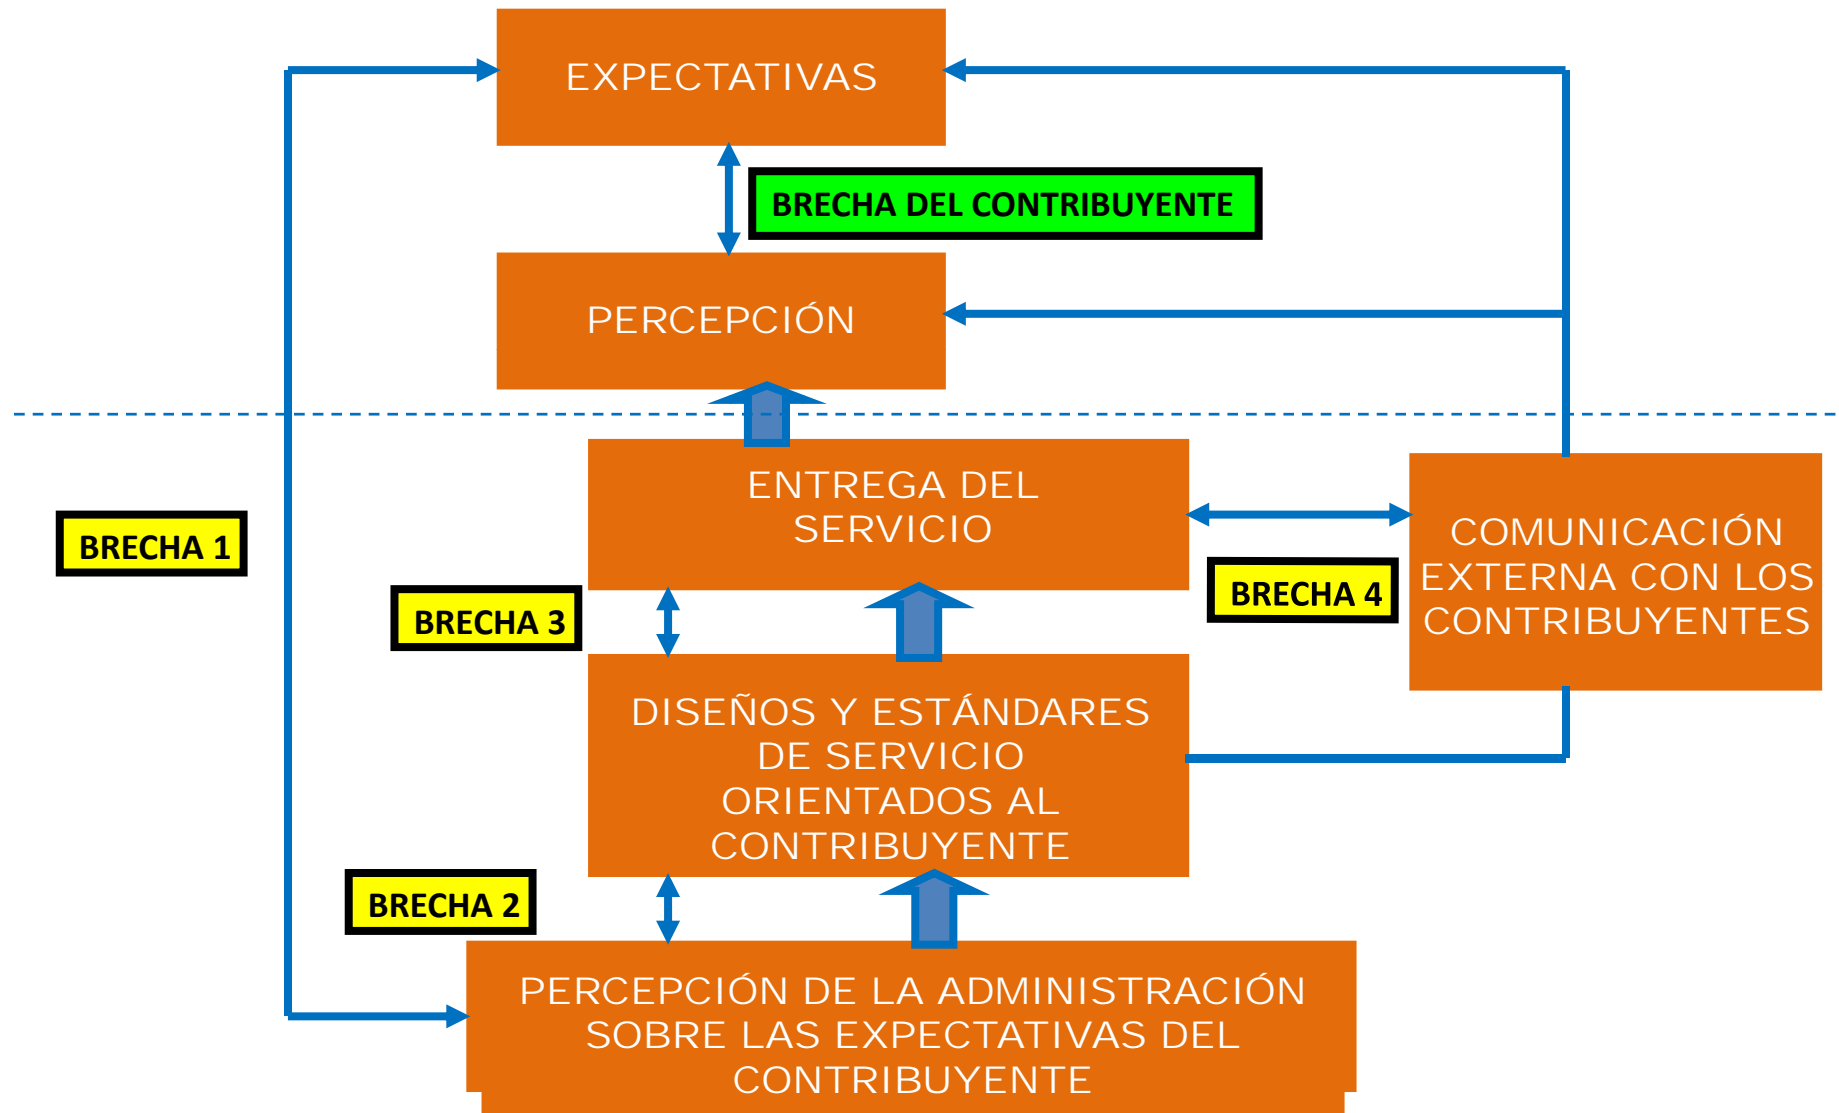 EXPECTATIVAS
BRECHA DEL CONTRIBUYENTE
PERCEPCIÓN
ENTREGA DEL
SERVICIO
BRECHA 1
COMUNICACIÓN
EXTERNA CON LOS
CONTRIBUYENTES
BRECHA 4
BRECHA 3
DISEÑOS Y ESTÁNDARES
DE SERVICIO
ORIENTADOS AL
CONTRIBUYENTE
BRECHA 2
PERCEPCIÓN DE LA ADMINISTRACIÓN
SOBRE LAS EXPECTATIVAS DEL
CONTRIBUYENTE